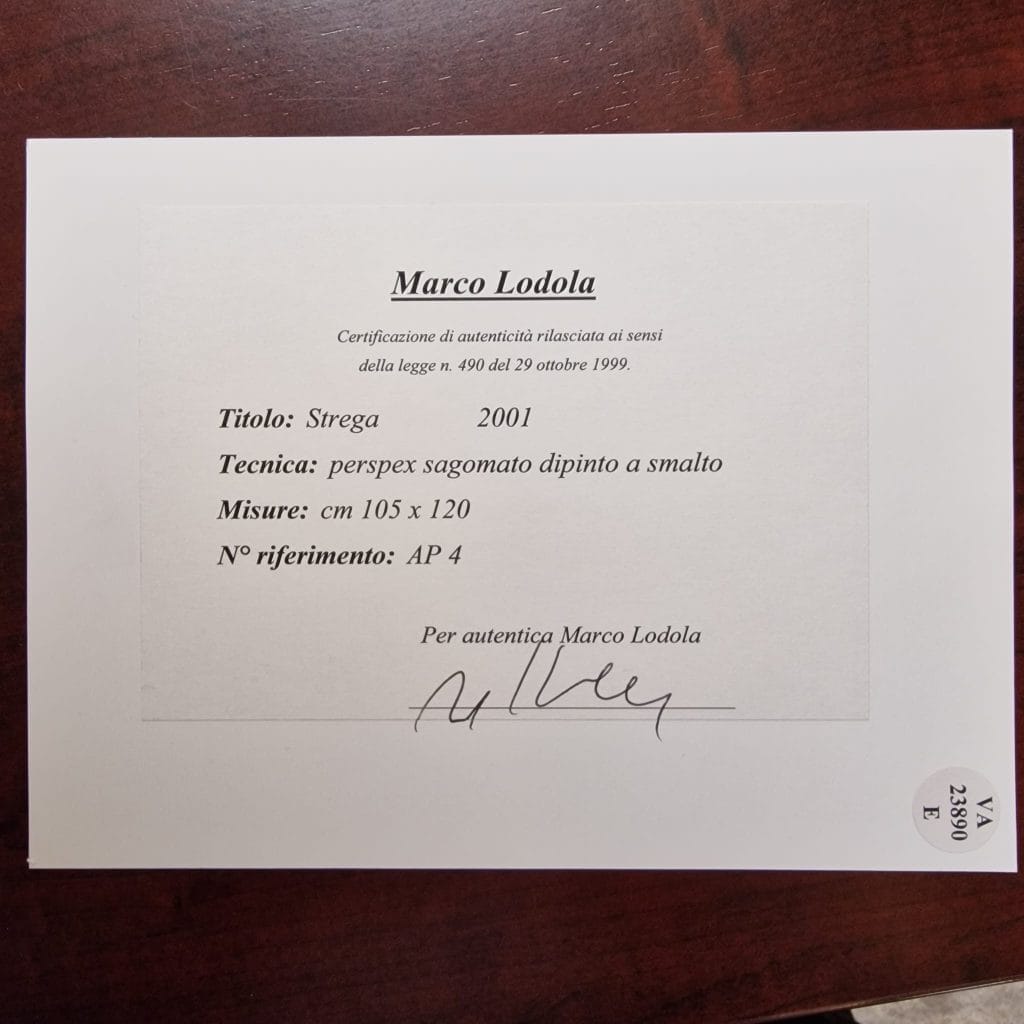 Marco Lodola
Certificazione di autenticità rilasciata ai sensi
della legge n. 490 del 29 ottobre 1999.
Titolo: Strega 2001
Tecnica: perspex sagomato dipinto a smalto
Misure: cm 105 x 120
N° riferimento: AP 4
Per autentica Marco Lodola
VA
23890
E